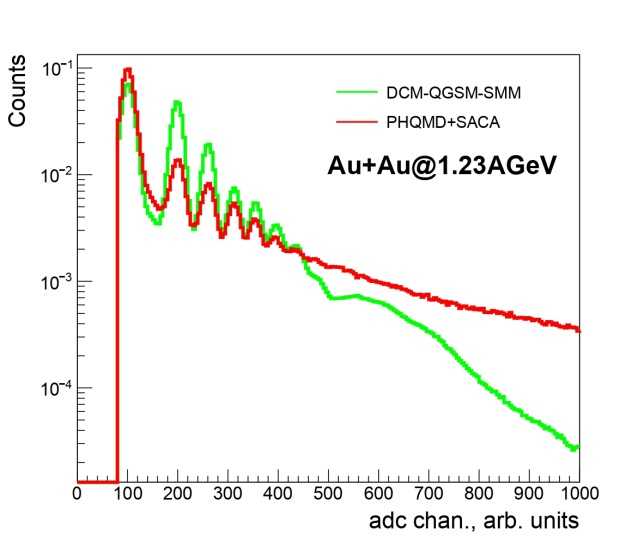 Counts
10⁻¹
10⁻²
10⁻³
10⁻⁴
DCM-QGSM-SMM
PHQMD+SACA
Au+Au@1.23AGeV
0 100 200 300 400 500 600 700 800 900 1000
adc chan., arb. units